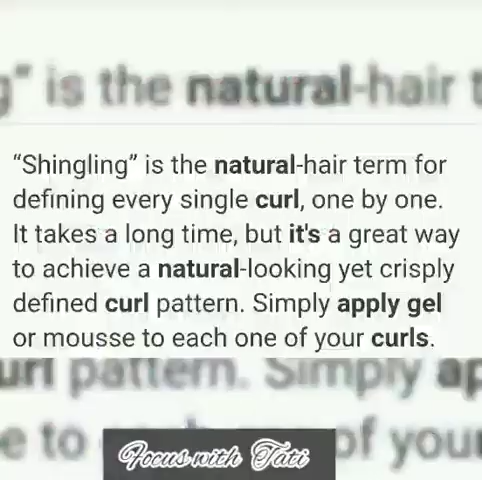 g" is the natural-hair t
“Shingling” is the natural-hair term for
defining every single curl, one by one.
It takes a long time, but it's a great way
to achieve a natural-looking yet crisply
defined curl pattern. Simply apply gel
or mousse to each one of your curls.
url pattern. Simply ap
e to of your
Focus with Tati